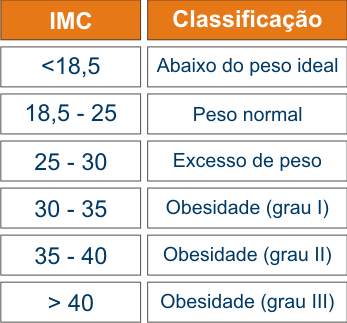 IMC Classificação
<18,5 Abaixo do peso ideal
18,5 - 25 Peso normal
25 - 30 Excesso de peso
30 - 35 Obesidade (grau I)
35 - 40 Obesidade (grau II)
> 40 Obesidade (grau III)